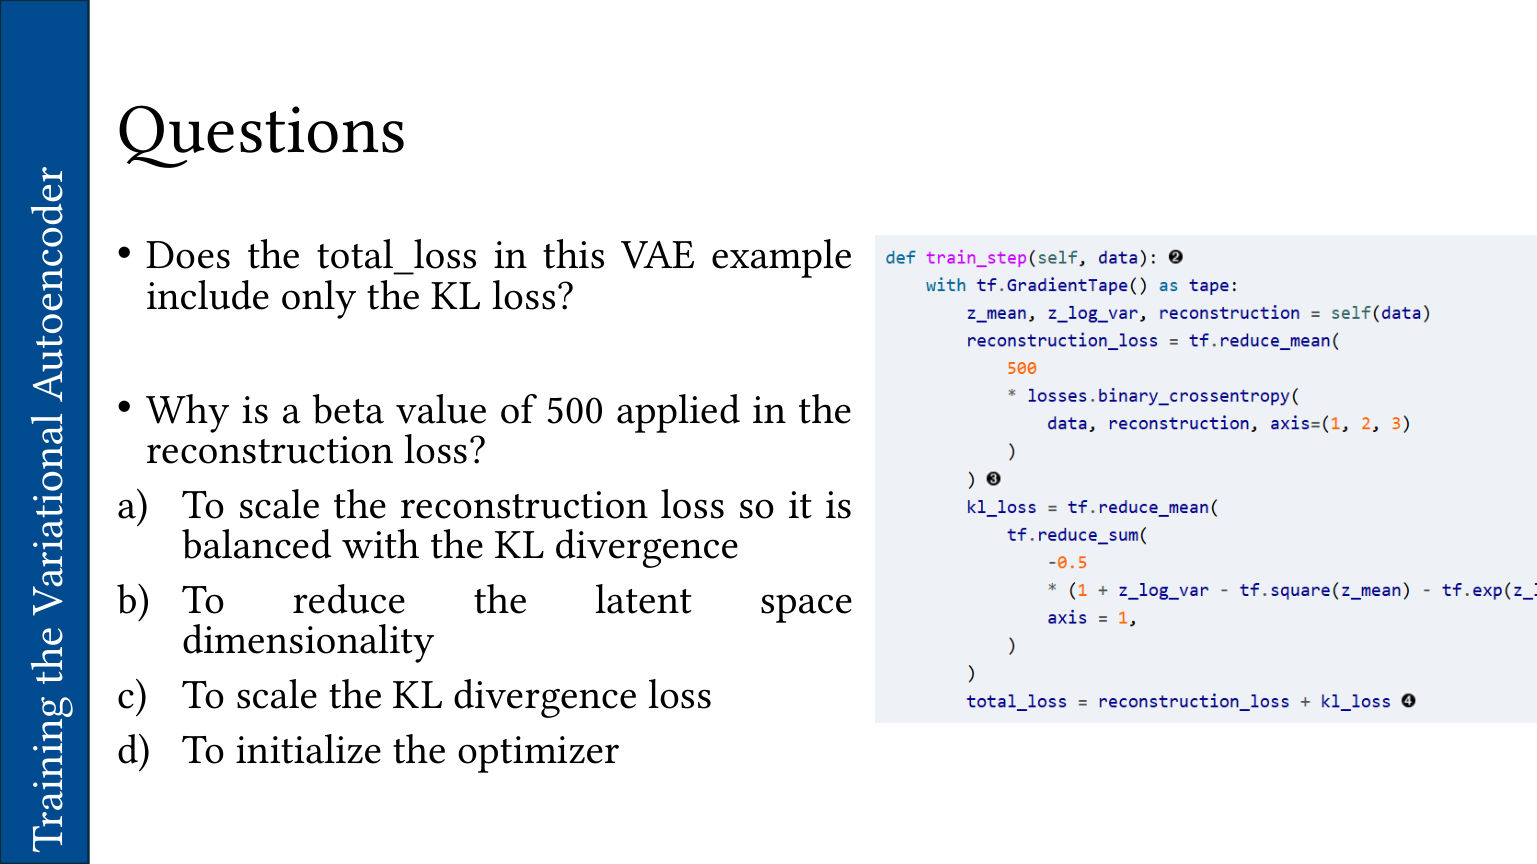 Training the Variational Autoencoder
Questions
• Does the total_loss in this VAE example
include only the KL loss?
• Why is a beta value of 500 applied in the
reconstruction loss?
a) To scale the reconstruction loss so it is
balanced with the KL divergence
b) To reduce the latent space
dimensionality
c) To scale the KL divergence loss
d) To initialize the optimizer
def train_step(self, data): ❷
with tf.GradientTape() as tape:
z_mean, z_log_var, reconstruction = self(data)
reconstruction_loss = tf.reduce_mean(
500
* losses.binary_crossentropy(
data, reconstruction, axis=(1, 2, 3)
)
) ❸
kl_loss = tf.reduce_mean(
tf.reduce_sum(
-0.5
* (1 + z_log_var - tf.square(z_mean) - tf.exp(z_
axis = 1,
)
)
total_loss = reconstruction_loss + kl_loss ❹